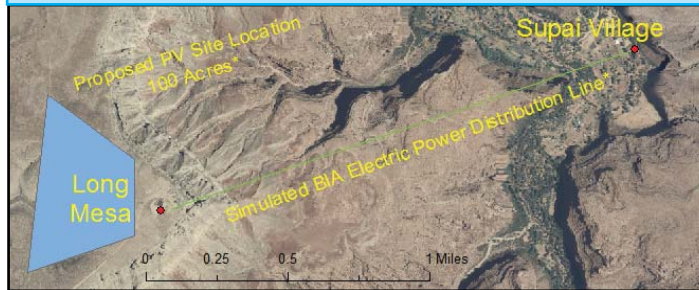 Supai Village
Proposed PV Site Location
100 Acres*
Simulated BIA Electric Power Distribution Line*
Long
Mesa
0 0.25 0.5 1 Miles